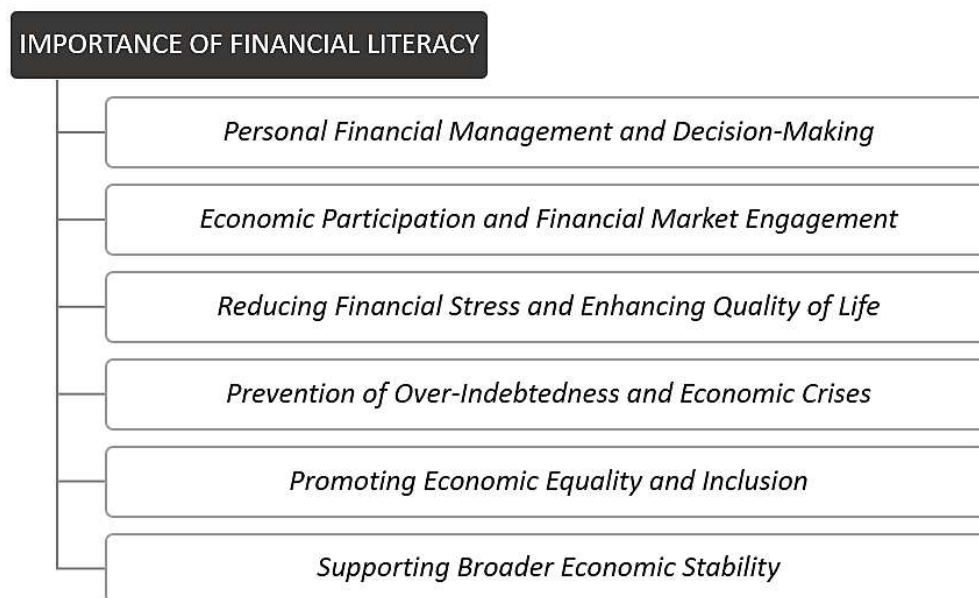 IMPORTANCE OF FINANCIAL LITERACY
Personal Financial Management and Decision-Making
Economic Participation and Financial Market Engagement
Reducing Financial Stress and Enhancing Quality of Life
Prevention of Over-Indebtedness and Economic Crises
Promoting Economic Equality and Inclusion
Supporting Broader Economic Stability